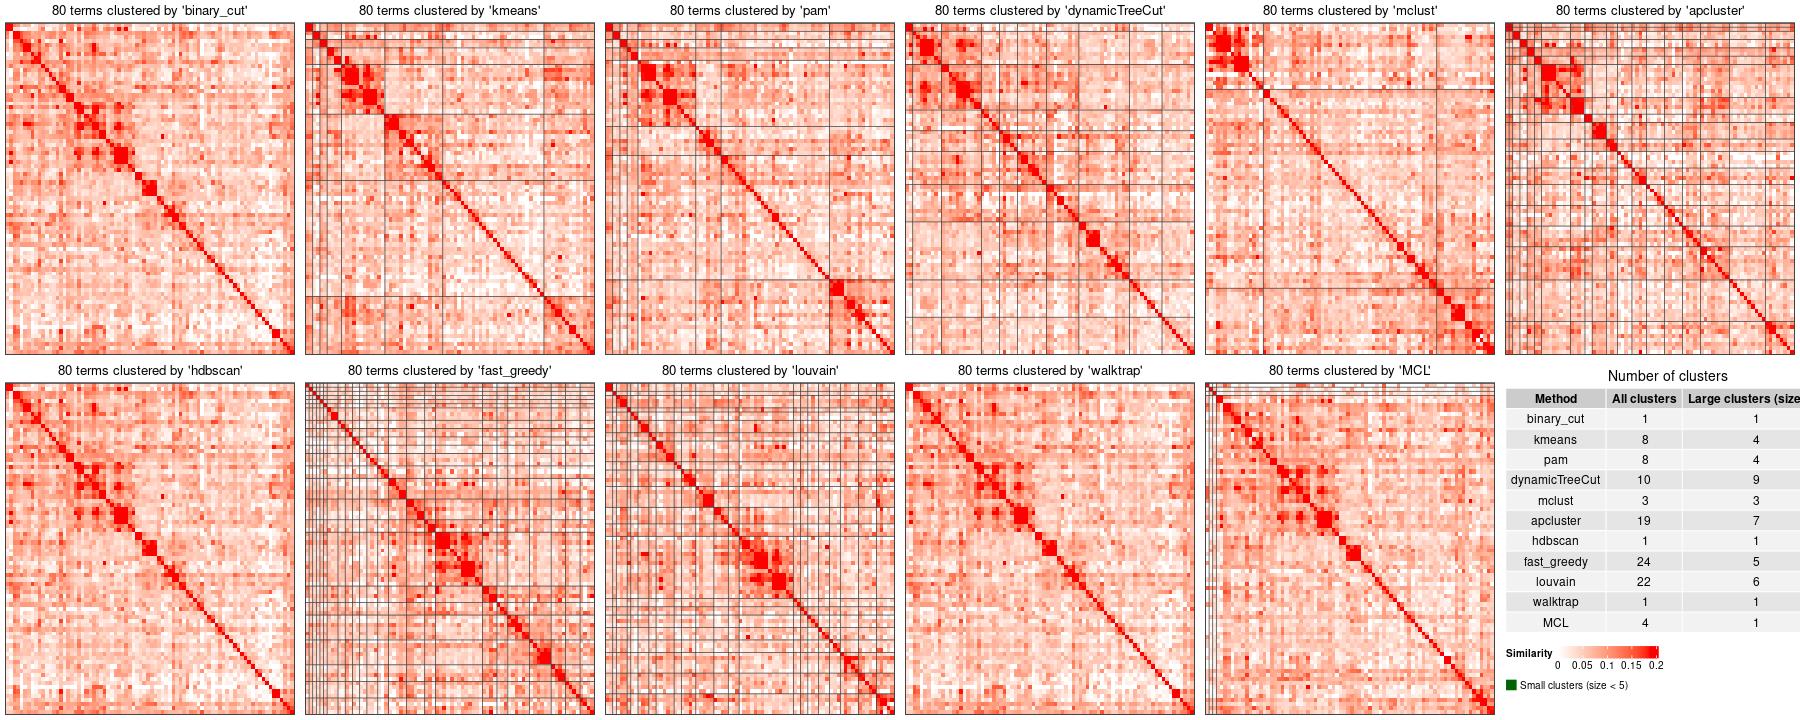 80 terms clustered by 'binary_cut'
80 terms clustered by 'kmeans'
80 terms clustered by 'pam'
80 terms clustered by 'dynamicTreeCut'
80 terms clustered by 'mclust'
80 terms clustered by 'apcluster'
80 terms clustered by 'hdbscan'
80 terms clustered by 'fast_greedy'
80 terms clustered by 'louvain'
80 terms clustered by 'walktrap'
80 terms clustered by 'MCL'
Number of clusters
Method All clusters Large clusters (size
binary_cut 1 1
kmeans 8 4
pam 8 4
dynamicTreeCut 10 9
mclust 3 3
apcluster 19 7
hdbscan 1 1
fast_greedy 24 5
louvain 22 6
walktrap 1 1
MCL 4 1
Similarity
0 0.05 0.1 0.15 0.2
Small clusters (size < 5)